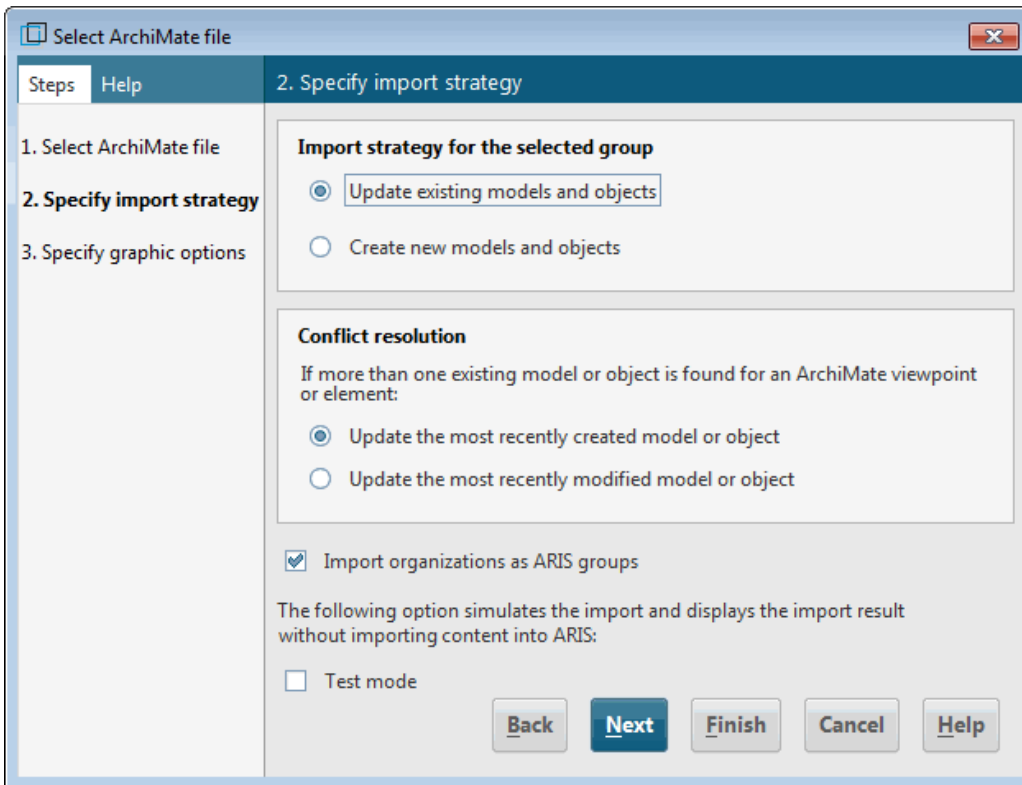 Select ArchiMate file
Steps
Help
2. Specify import strategy
1. Select ArchiMate file
2. Specify import strategy
3. Specify graphic options
Import strategy for the selected group
Update existing models and objects
Create new models and objects
Conflict resolution
If more than one existing model or object is found for an ArchiMate viewpoint
or element:
Update the most recently created model or object
Update the most recently modified model or object
Import organizations as ARIS groups
The following option simulates the import and displays the import result
without importing content into ARIS:
Test mode
Back Next Finish Cancel Help